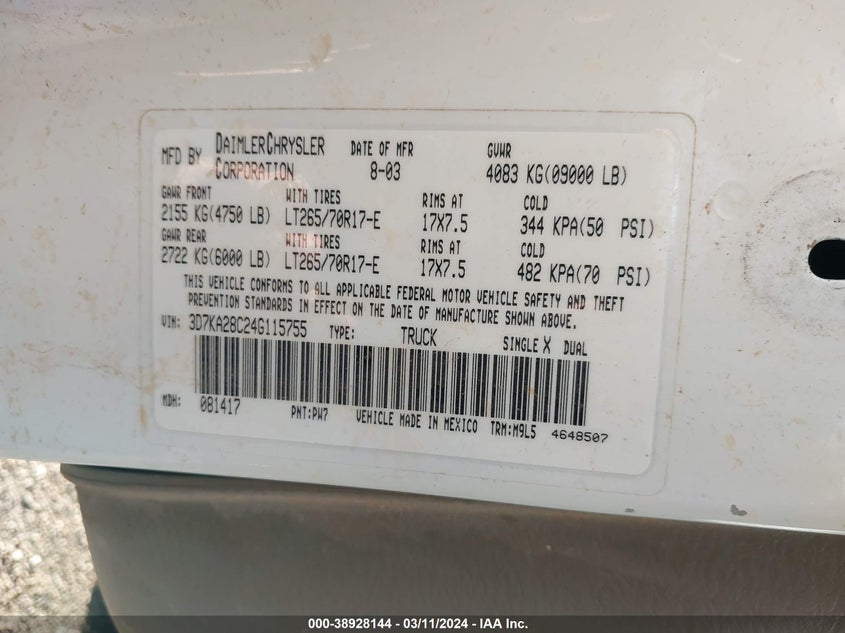 MFD BY DAIMLERCHRYSLER CORPORATION DATE OF MFR 8-03 GVWR 4083 KG(09000 LB)
GAWR FRONT WITH TIRES RIMS AT COLD
2155 KG(4750 LB) LT265/70R17-E 17X7.5 344 KPA(50 PSI)
GAWR REAR WITH TIRES RIMS AT COLD
2722 KG(6000 LB) LT265/70R17-E 17X7.5 482 KPA(70 PSI)
THIS VEHICLE CONFORMS TO ALL APPLICABLE FEDERAL MOTOR VEHICLE SAFETY AND THEFT
PREVENTION STANDARDS IN EFFECT ON THE DATE OF MANUFACTURE SHOWN ABOVE.
VIN: 3D7KA28C24G115755 TYPE: TRUCK SINGLE X DUAL
MDH: 081417 PNT:PW7 VEHICLE MADE IN MEXICO TRM:M9L5 4648507
000-38928144 - 03/11/2024 - IAA Inc.